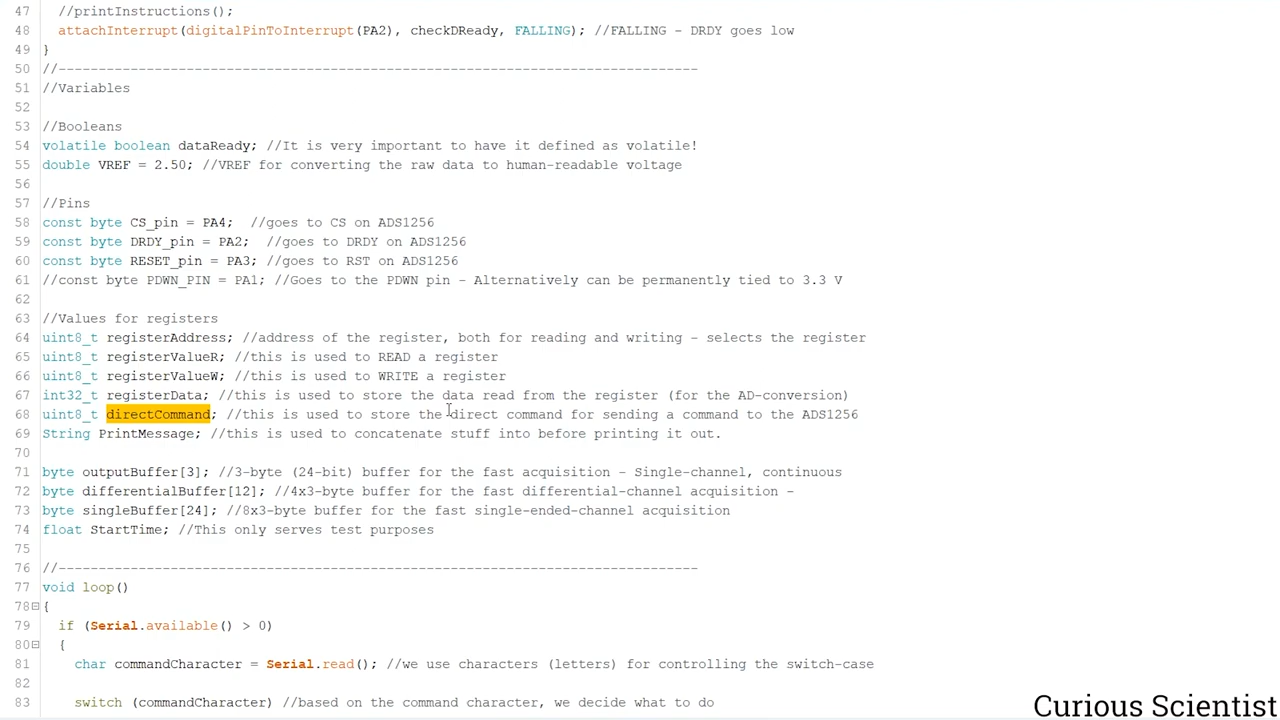 47 //printInstructions();
48 attachInterrupt(digitalPinToInterrupt(PA2), checkDReady, FALLING); //FALLING - DRDY goes low
49 }
50 //--------------------------------------------------------------------------------
51 //Variables
52
53 //Booleans
54 volatile boolean dataReady; //It is very important to have it defined as volatile!
55 double VREF = 2.50; //VREF for converting the raw data to human-readable voltage
56
57 //Pins
58 const byte CS_pin = PA4;  //goes to CS on ADS1256
59 const byte DRDY_pin = PA2;  //goes to DRDY on ADS1256
60 const byte RESET_pin = PA3; //goes to RST on ADS1256
61 //const byte PDWN_PIN = PA1; //Goes to the PDWN pin - Alternatively can be permanently tied to 3.3 V
62
63 //Values for registers
64 uint8_t registerAddress; //address of the register, both for reading and writing - selects the register
65 uint8_t registerValueR; //this is used to READ a register
66 uint8_t registerValueW; //this is used to WRITE a register
67 int32_t registerData; //this is used to store the data read from the register (for the AD-conversion)
68 uint8_t directCommand; //this is used to store the direct command for sending a command to the ADS1256
69 String PrintMessage; //this is used to concatenate stuff into before printing it out.
70
71 byte outputBuffer[3]; //3-byte (24-bit) buffer for the fast acquisition - Single-channel, continuous
72 byte differentialBuffer[12]; //4x3-byte buffer for the fast differential-channel acquisition -
73 byte singleBuffer[24]; //8x3-byte buffer for the fast single-ended-channel acquisition
74 float StartTime; //This only serves test purposes
75
76 //--------------------------------------------------------------------------------
77 void loop()
78 {
79 if (Serial.available() > 0)
80 {
81 char commandCharacter = Serial.read(); //we use characters (letters) for controlling the switch-case
82
83 switch (commandCharacter) //based on the command character, we decide what to do
Curious Scientist